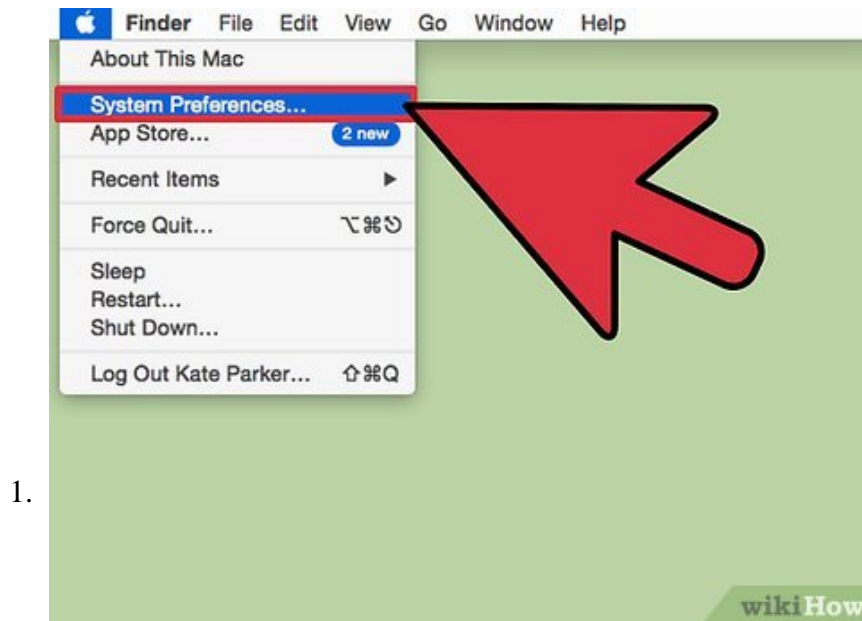 Finder File Edit View Go Window Help
About This Mac
System Preferences...
App Store... 2 new
Recent Items ▶
Force Quit... ⌥⌘⎋
Sleep
Restart...
Shut Down...
Log Out Kate Parker... ⇧⌘Q
1.
wikiHow